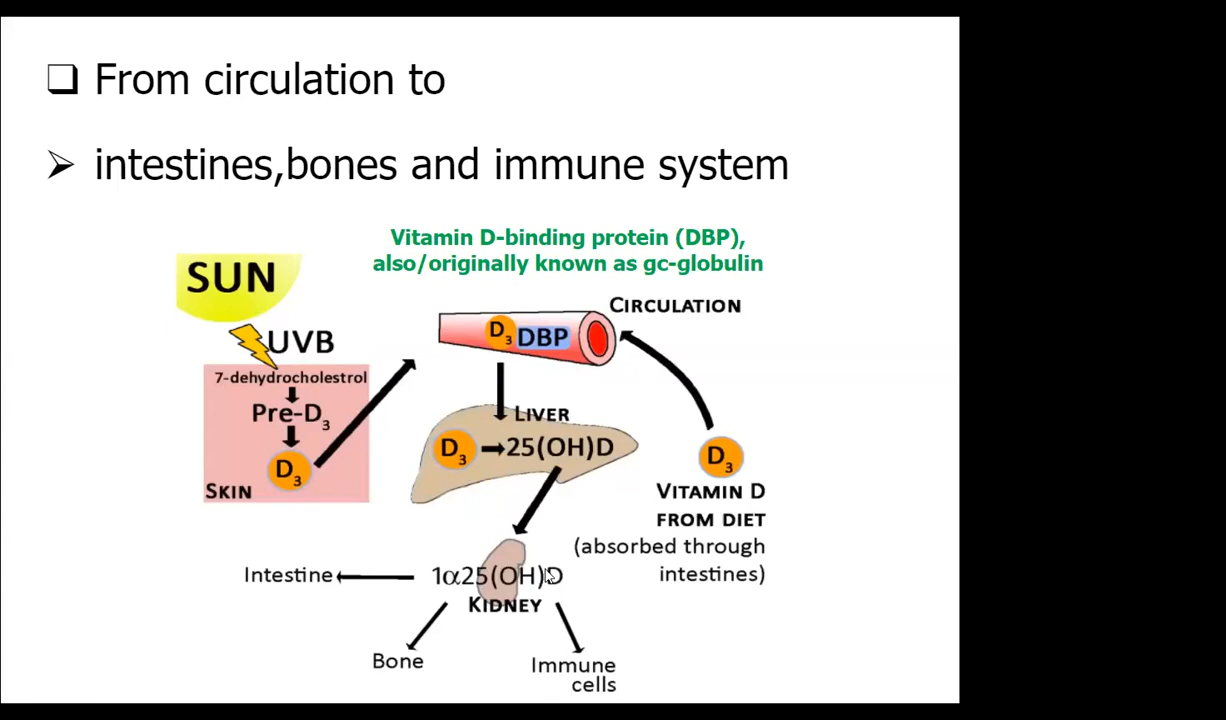 From circulation to
intestines,bones and immune system
Vitamin D-binding protein (DBP),
also/originally known as gc-globulin
SUN
UVB
7-dehydrocholestrol
Pre-D3
D3
SKIN
CIRCULATION
D3 DBP
LIVER
D3 25(OH)D
D3
VITAMIN D
FROM DIET
(absorbed through
intestines)
Intestine
1α25(OH)D
KIDNEY
Bone
Immune
cells